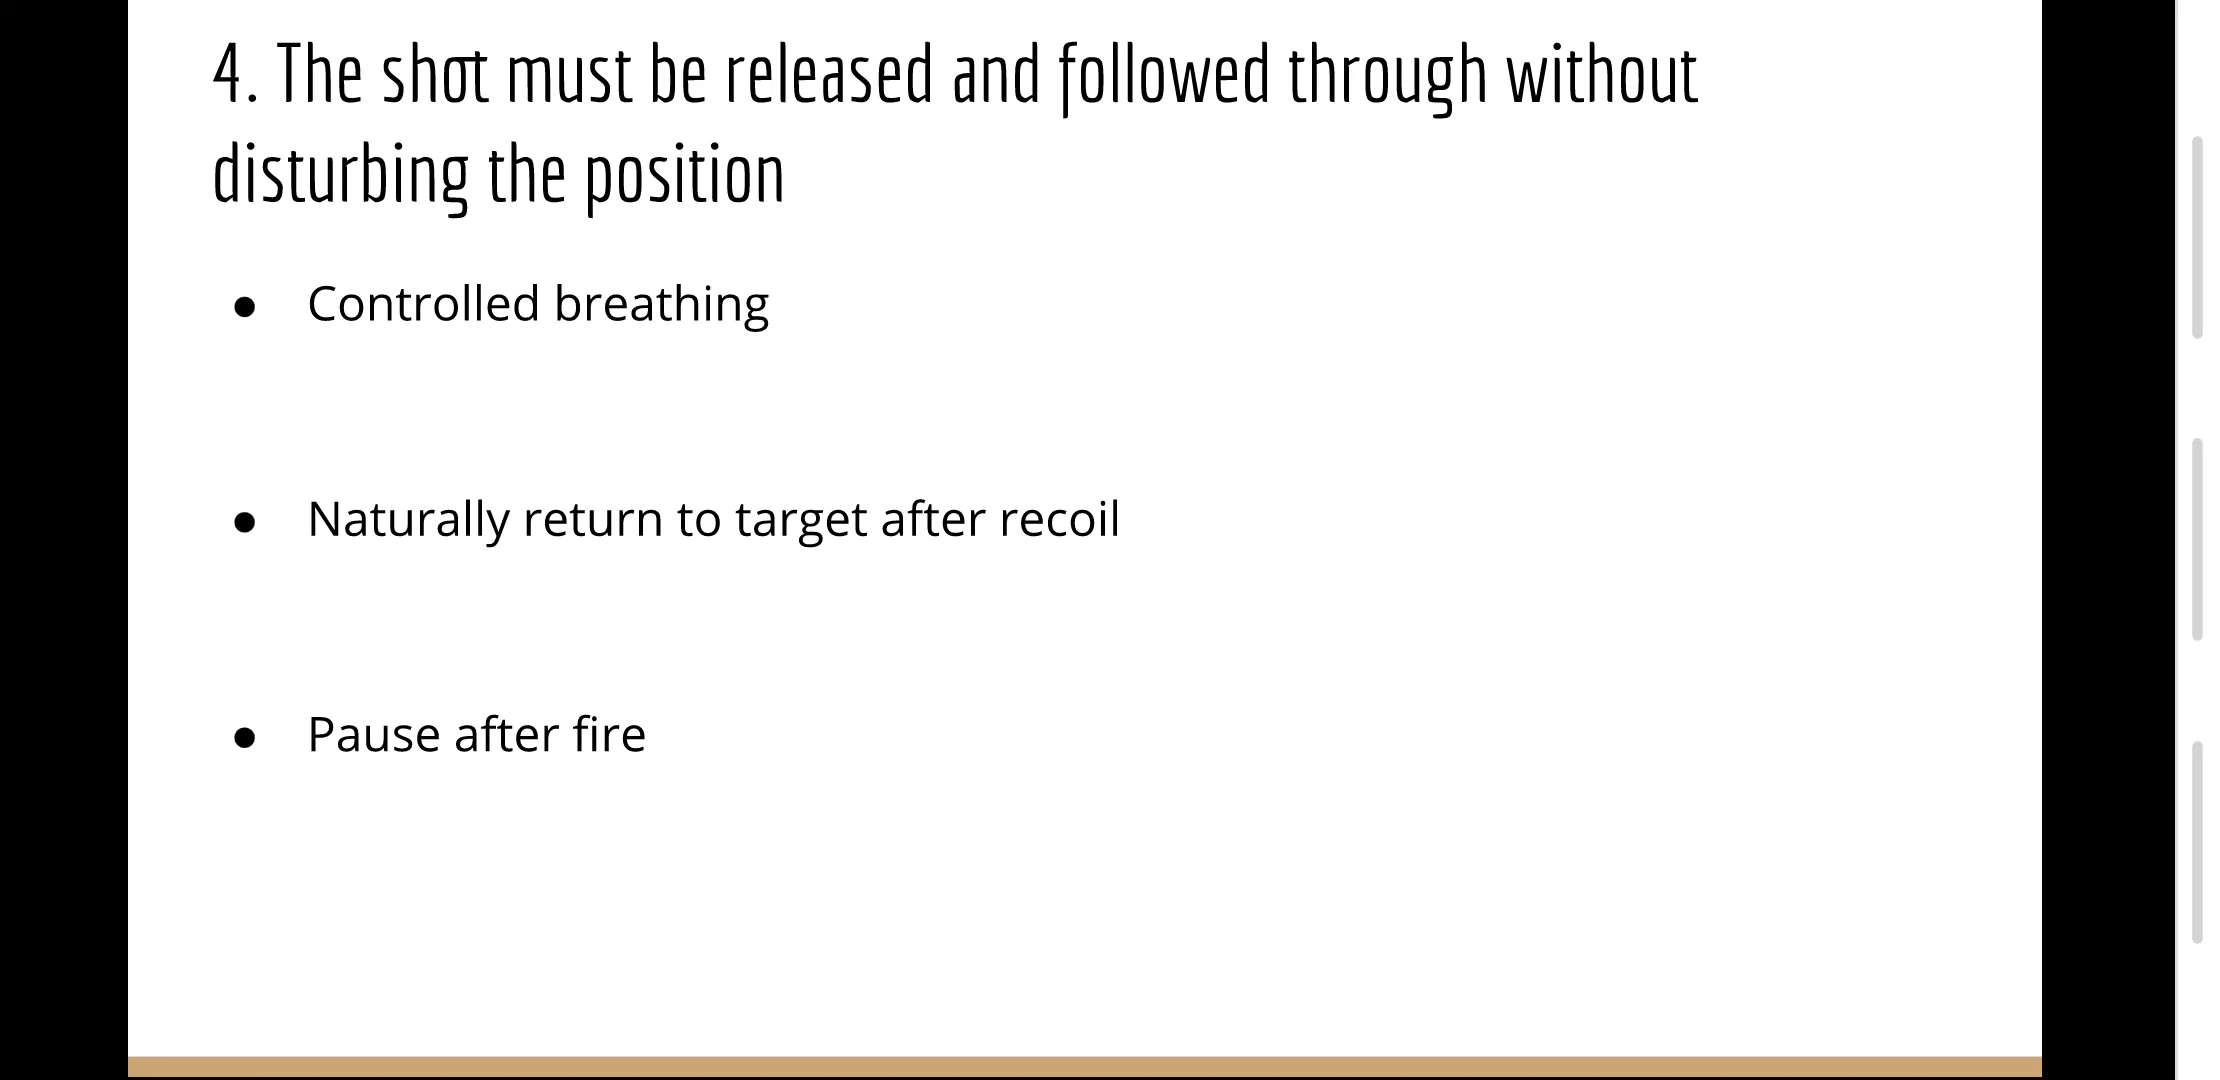 4. The shot must be released and followed through without
disturbing the position
● Controlled breathing
● Naturally return to target after recoil
● Pause after fire